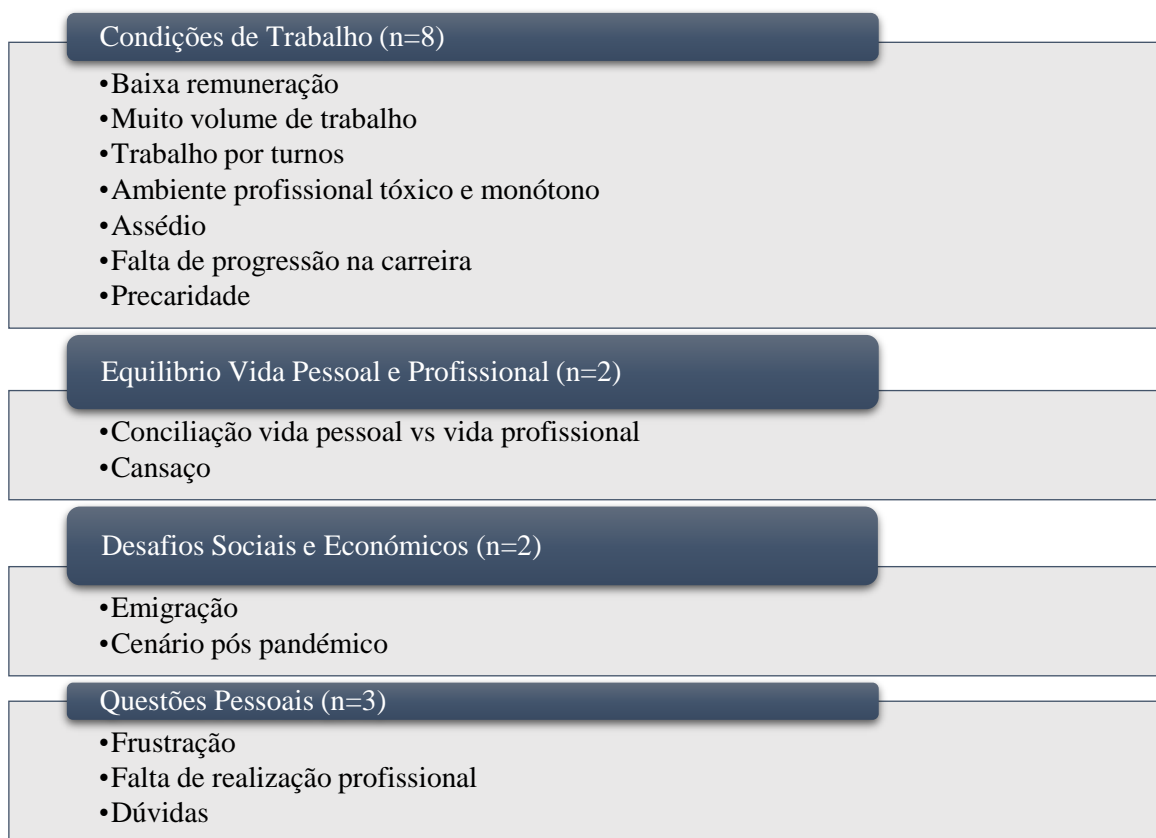 Condições de Trabalho (n=8)
•Baixa remuneração
•Muito volume de trabalho
•Trabalho por turnos
•Ambiente profissional tóxico e monótono
•Assédio
•Falta de progressão na carreira
•Precaridade
Equilibrio Vida Pessoal e Profissional (n=2)
•Conciliação vida pessoal vs vida profissional
•Cansaço
Desafios Sociais e Económicos (n=2)
•Emigração
•Cenário pós pandémico
Questões Pessoais (n=3)
•Frustração
•Falta de realização profissional
•Dúvidas